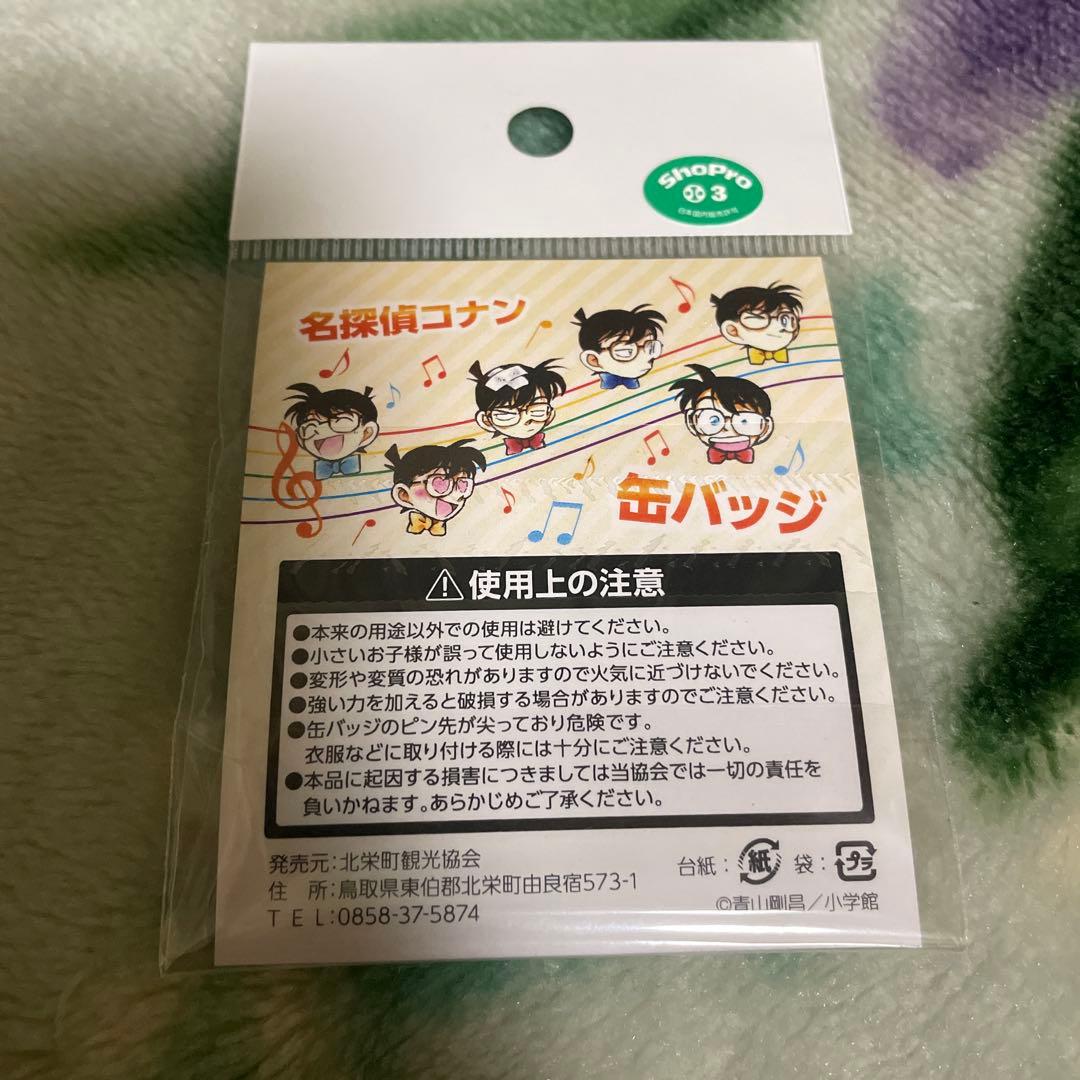 ShoPro
小3
日本国内販売許可
名探偵コナン
缶バッジ
⚠使用上の注意
●本来の用途以外での使用は避けてください。
●小さいお子様が誤って使用しないようにご注意ください。
●変形や変質の恐れがありますので火気に近づけないでください。
●強い力を加えると破損する場合がありますのでご注意ください。
●缶バッジのピン先が尖っており危険です。
衣服などに取り付ける際には十分にご注意ください。
●本品に起因する損害につきましては当協会では一切の責任を
負いかねます。あらかじめご了承ください。
発売元:北栄町観光協会
住 所:鳥取県東伯郡北栄町由良宿573-1
TEL:0858-37-5874
台紙:紙 袋:プラ
©青山剛昌/小学館